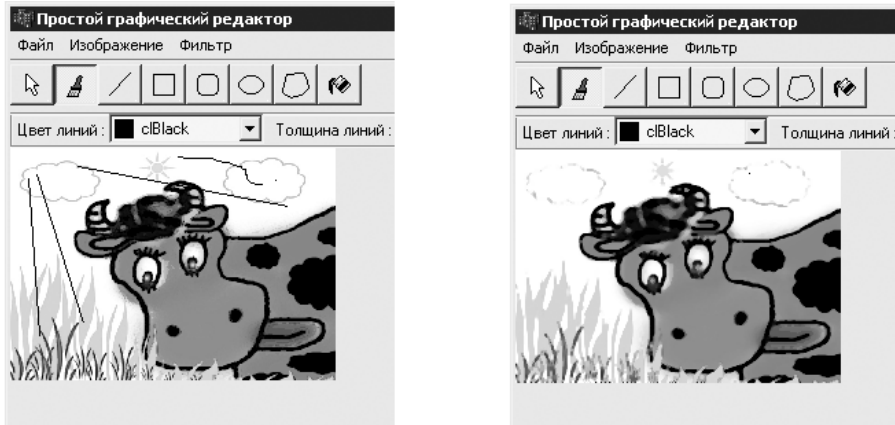 Простой графический редактор
Файл Изображение Фильтр
Цвет линий : clBlack Толщина линий :
Простой графический редактор
Файл Изображение Фильтр
Цвет линий : clBlack Толщина линий :